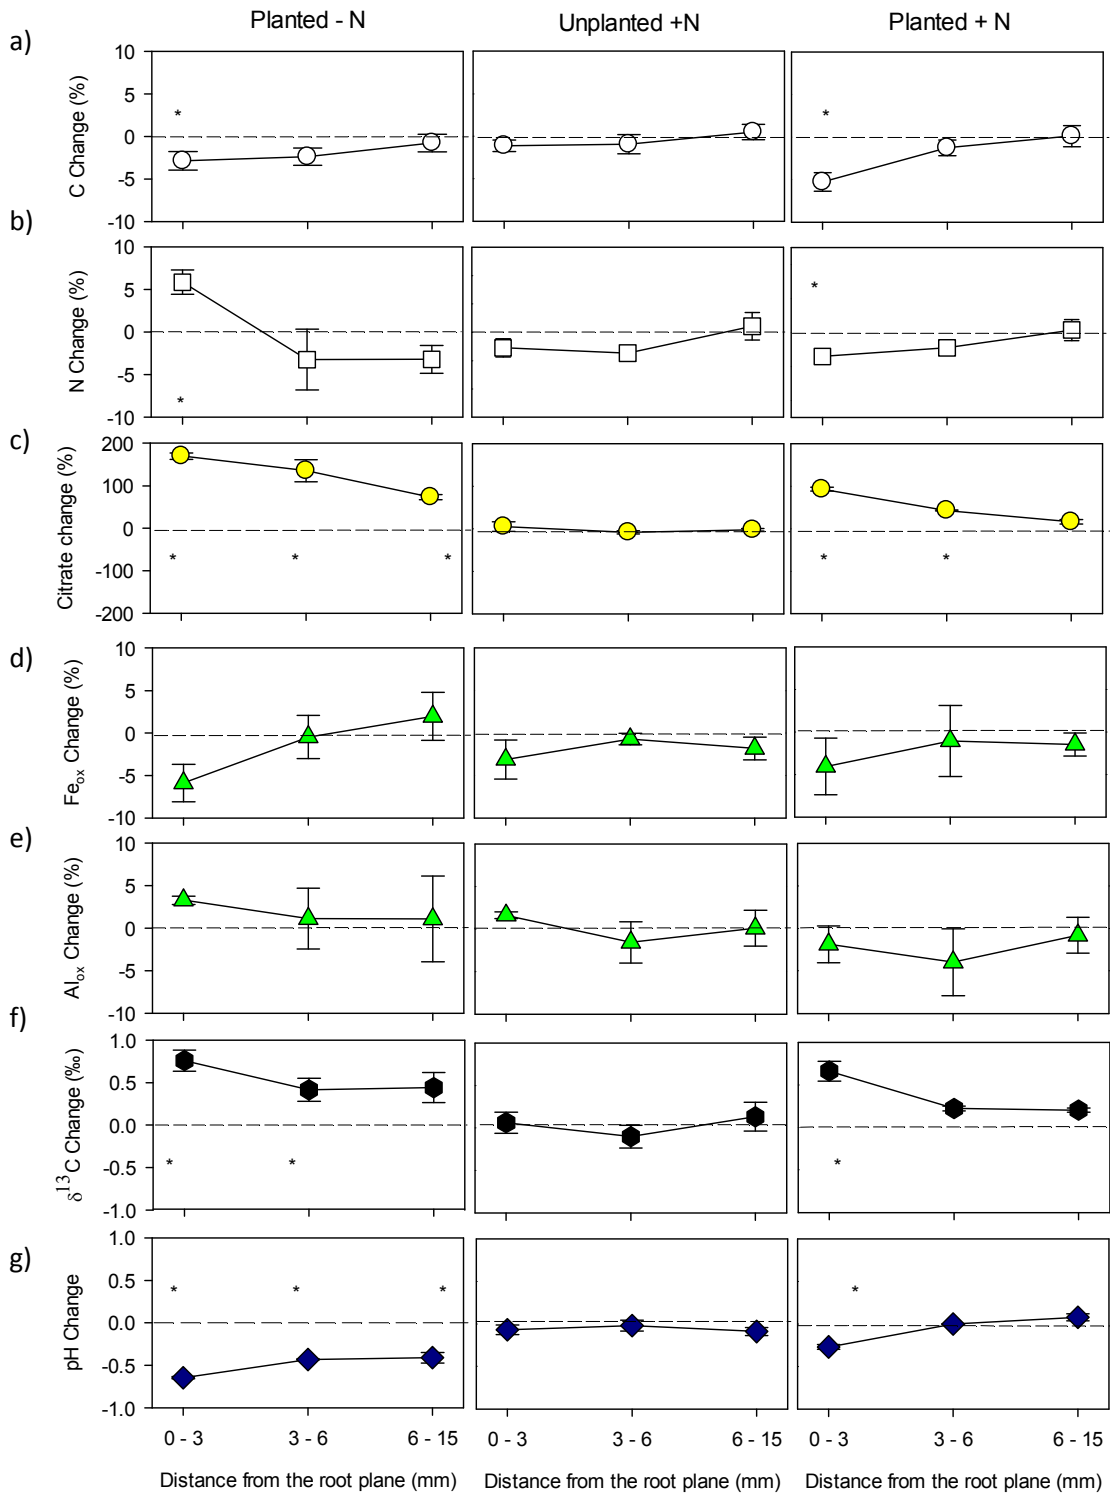 Planted - N
Unplanted +N
Planted + N
a)
C Change (%)
10
5
0
-5
-10
*
*
b)
N Change (%)
10
5
0
-5
-10
*
*
c)
Citrate change (%)
200
100
0
-100
-200
* * *
* *
d)
Feox Change (%)
10
5
0
-5
-10
e)
Alox Change (%)
10
5
0
-5
-10
f)
δ13C Change (‰)
1.0
0.5
0.0
-0.5
-1.0
* *
*
g)
pH Change
1.0
0.5
0.0
-0.5
-1.0
* * *
*
0 - 3 3 - 6 6 - 15
0 - 3 3 - 6 6 - 15
0 - 3 3 - 6 6 - 15
Distance from the root plane (mm)
Distance from the root plane (mm)
Distance from the root plane (mm)